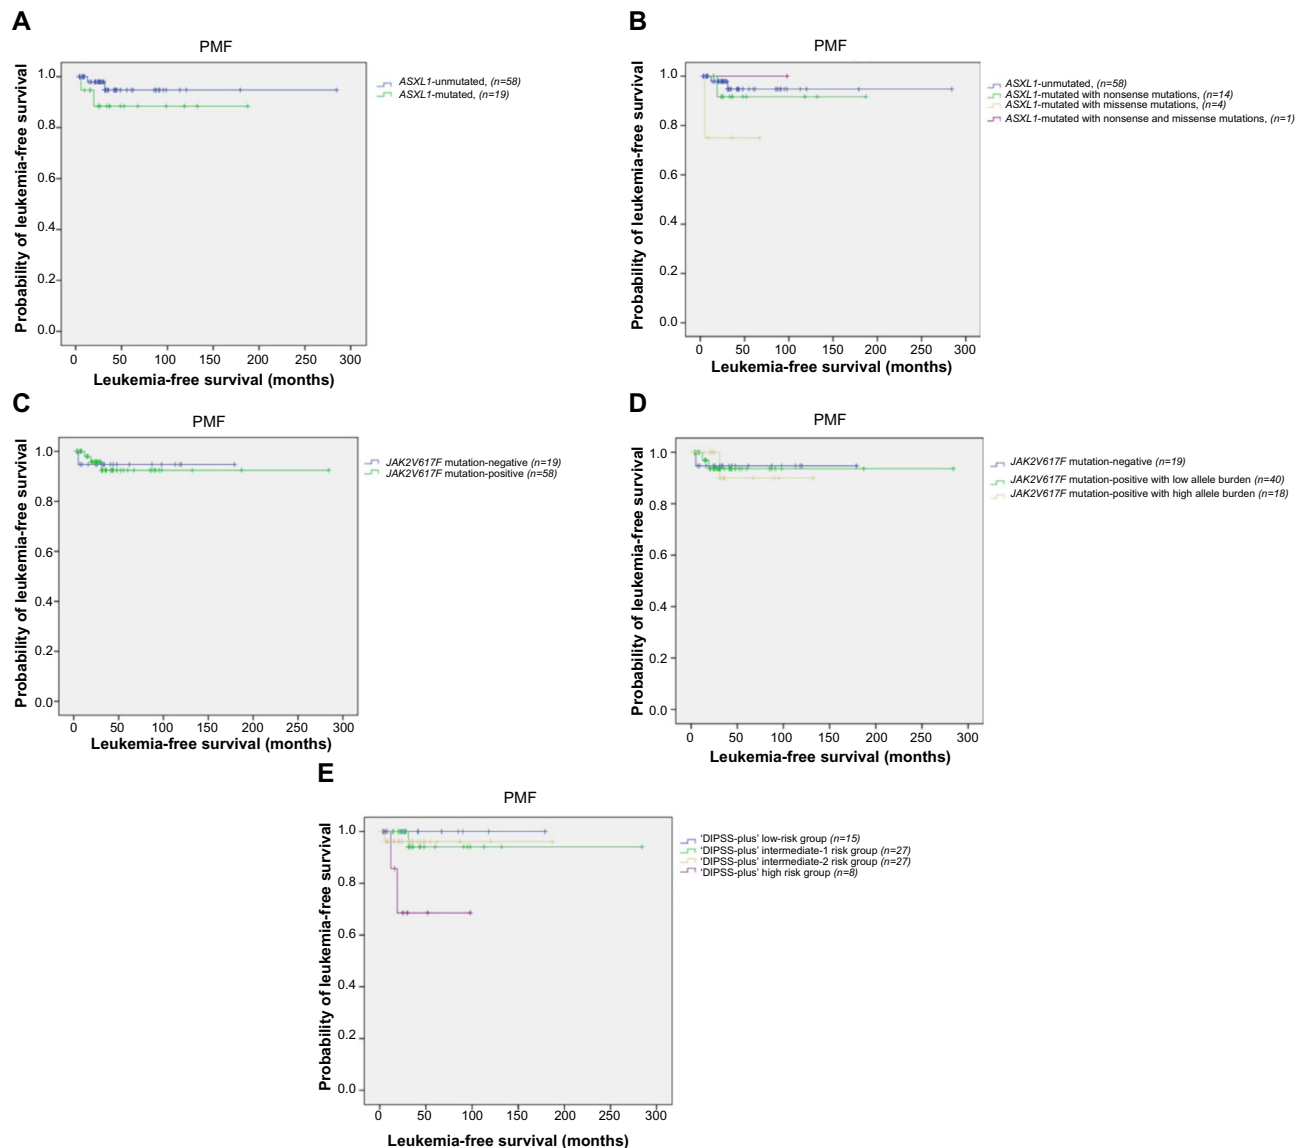 A
PMF
Probability of leukemia-free survival
1.0
0.8
0.6
0.4
0.2
0.0
0 50 100 150 200 250 300
Leukemia-free survival (months)
ASXL1-unmutated, (n=58)
ASXL1-mutated, (n=19)
B
PMF
Probability of leukemia-free survival
1.0
0.8
0.6
0.4
0.2
0.0
0 50 100 150 200 250 300
Leukemia-free survival (months)
ASXL1-unmutated, (n=58)
ASXL1-mutated with nonsense mutations, (n=14)
ASXL1-mutated with missense mutations, (n=4)
ASXL1-mutated with nonsense and missense mutations, (n=1)
C
PMF
Probability of leukemia-free survival
1.0
0.8
0.6
0.4
0.2
0.0
0 50 100 150 200 250 300
Leukemia-free survival (months)
JAK2V617F mutation-negative (n=19)
JAK2V617F mutation-positive (n=58)
D
PMF
Probability of leukemia-free survival
1.0
0.8
0.6
0.4
0.2
0.0
0 50 100 150 200 250 300
Leukemia-free survival (months)
JAK2V617F mutation-negative (n=19)
JAK2V617F mutation-positive with low allele burden (n=40)
JAK2V617F mutation-positive with high allele burden (n=18)
E
PMF
Probability of leukemia-free survival
1.0
0.8
0.6
0.4
0.2
0.0
0 50 100 150 200 250 300
Leukemia-free survival (months)
'DIPSS-plus' low-risk group (n=15)
'DIPSS-plus' intermediate-1 risk group (n=27)
'DIPSS-plus' intermediate-2 risk group (n=27)
'DIPSS-plus' high risk group (n=8)